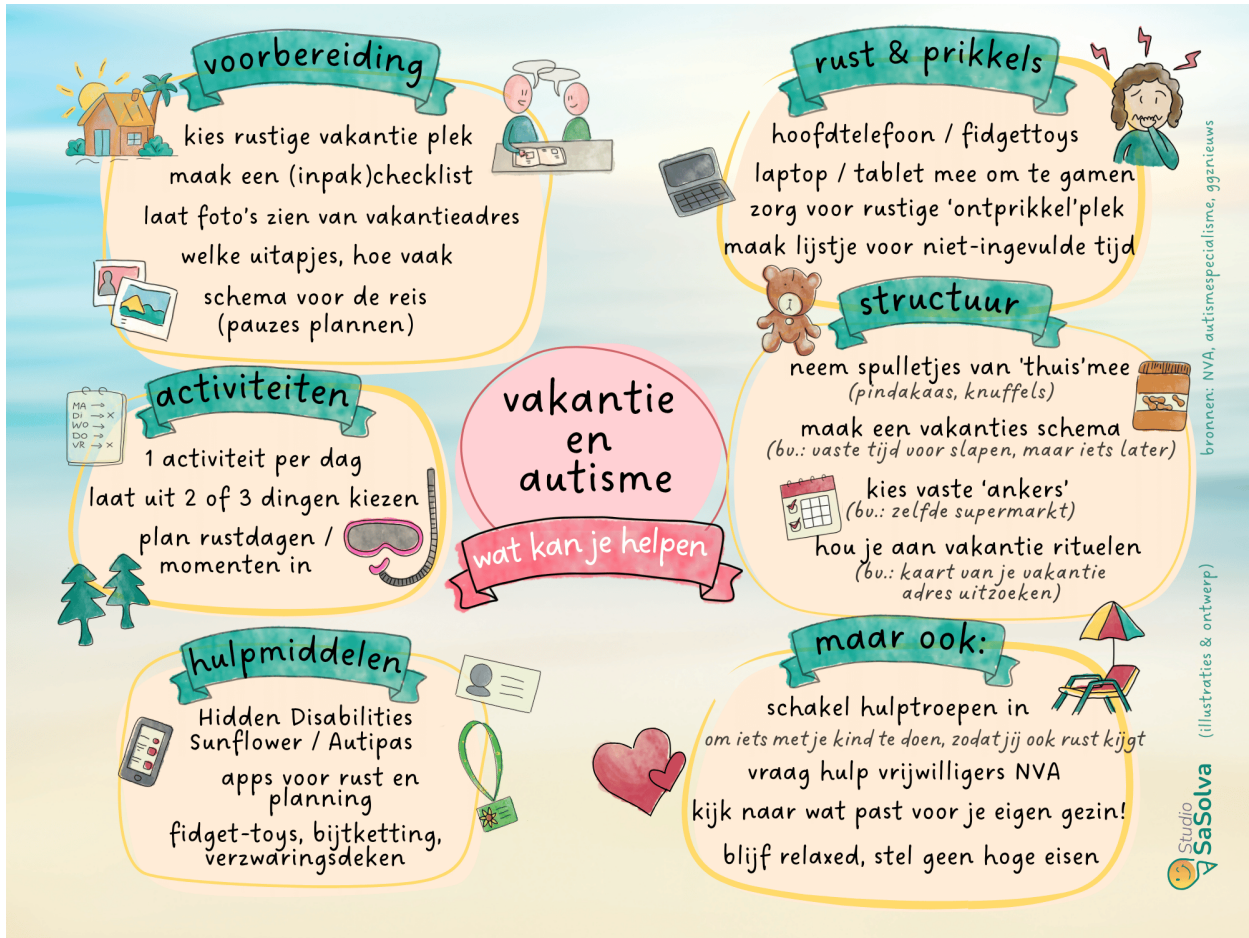 voorbereiding
kies rustige vakantie plek
maak een (inpak)checklist
laat foto's zien van vakantieadres
welke uitapjes, hoe vaak
schema voor de reis
(pauzes plannen)
activiteiten
MA →
DI → x
WO →
DO →
VR → x
1 activiteit per dag
laat uit 2 of 3 dingen kiezen
plan rustdagen /
momenten in
hulpmiddelen
Hidden Disabilities
Sunflower / Autipas
apps voor rust en
planning
fidget-toys, bijtketting,
verzwaringsdeken
vakantie
en
autisme
wat kan je helpen
rust & prikkels
hoofdtelefoon / fidgettoys
laptop / tablet mee om te gamen
zorg voor rustige 'ontprikkel'plek
maak lijstje voor niet-ingevulde tijd
structuur
neem spulletjes van 'thuis'mee
(pindakaas, knuffels)
maak een vakanties schema
(bv.: vaste tijd voor slapen, maar iets later)
kies vaste 'ankers'
(bv.: zelfde supermarkt)
hou je aan vakantie rituelen
(bv.: kaart van je vakantie
adres uitzoeken)
maar ook:
schakel hulptroepen in
om iets met je kind te doen, zodat jij ook rust kijgt
vraag hulp vrijwilligers NVA
kijk naar wat past voor je eigen gezin!
blijf relaxed, stel geen hoge eisen
bronnen: NVA, autismespecialisme, ggznieuws
(illustraties & ontwerp)
Studio
SaSolva